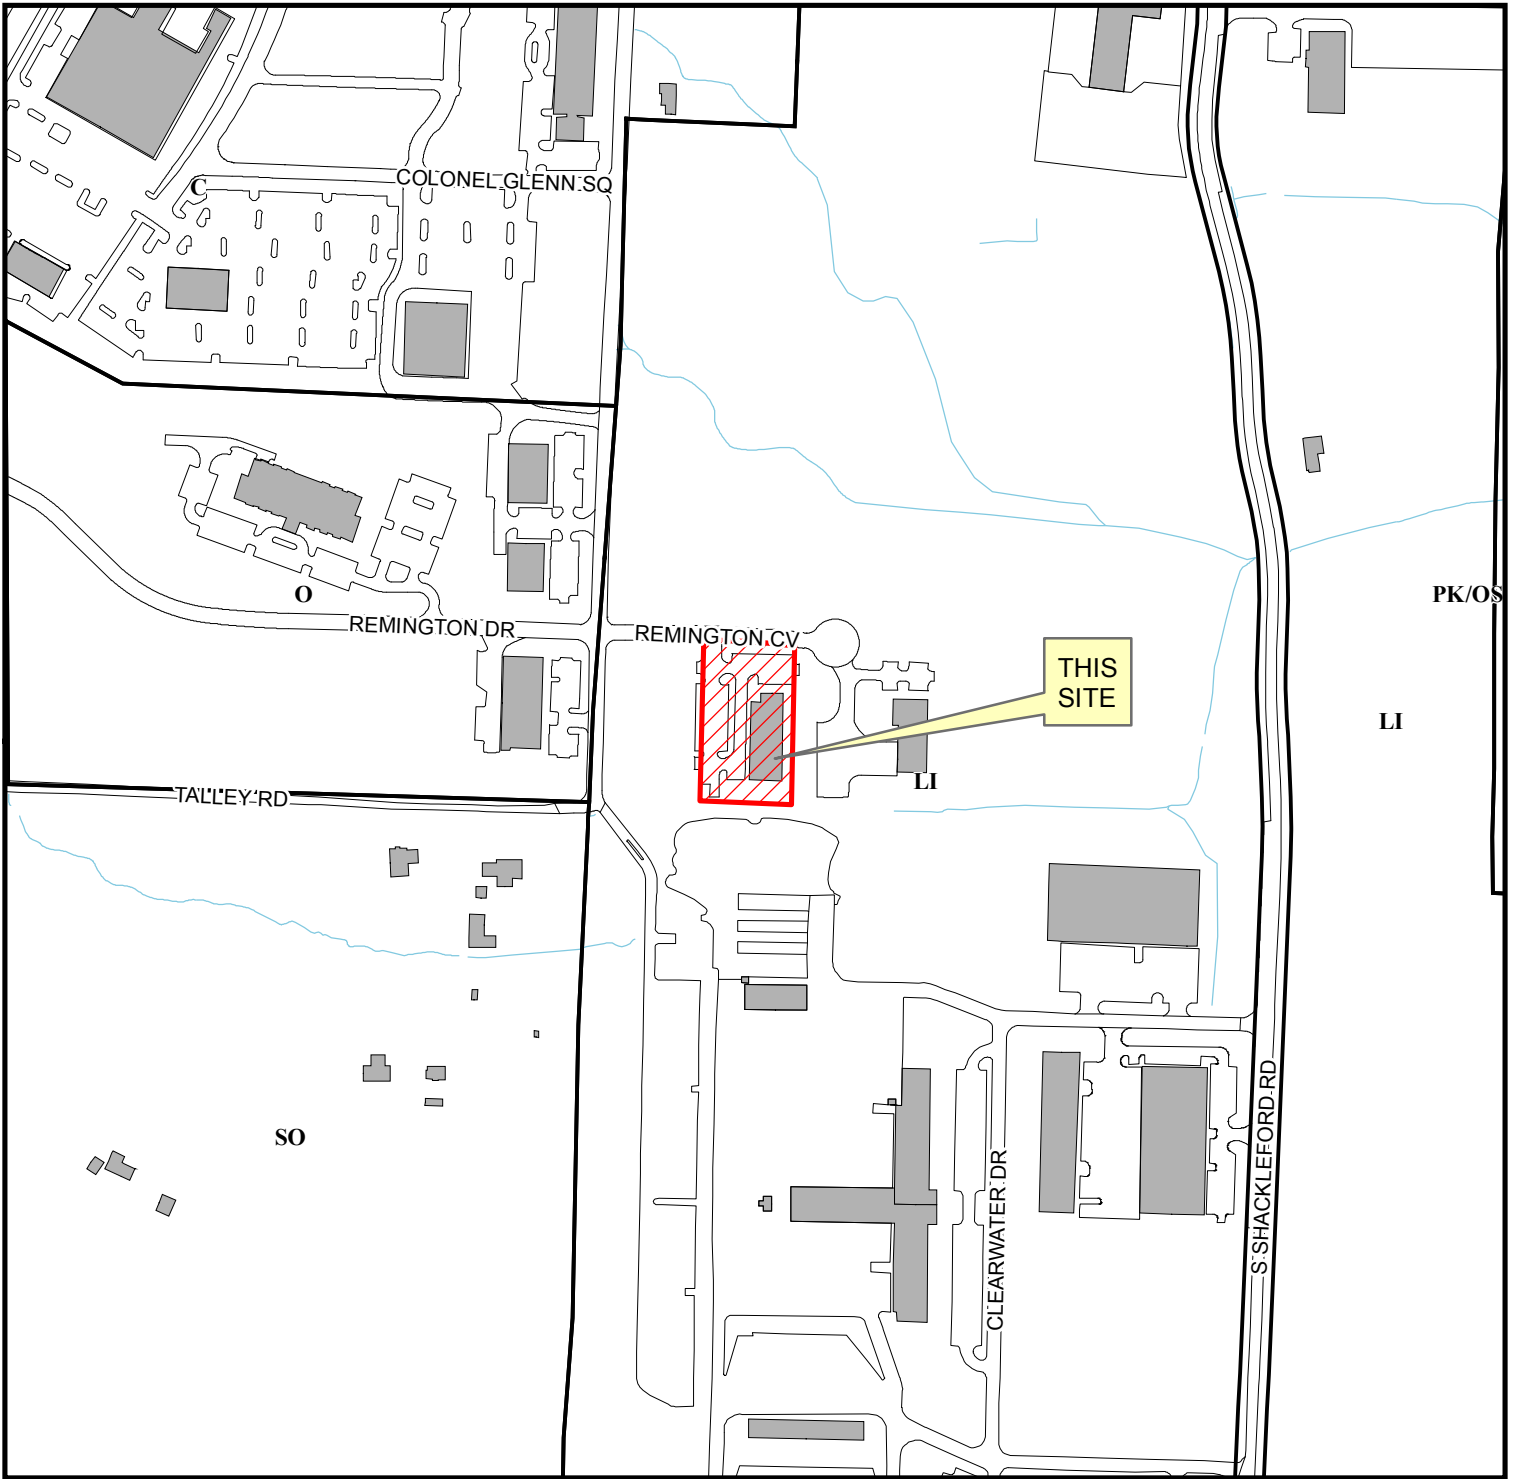 COLONEL GLENN SQ
C
O
PK/OS
REMINGTON DR
REMINGTON CV
THIS
SITE
LI
LI
TALLEY RD
SO
CLEARWATER DR
S SHACKLEFORD RD